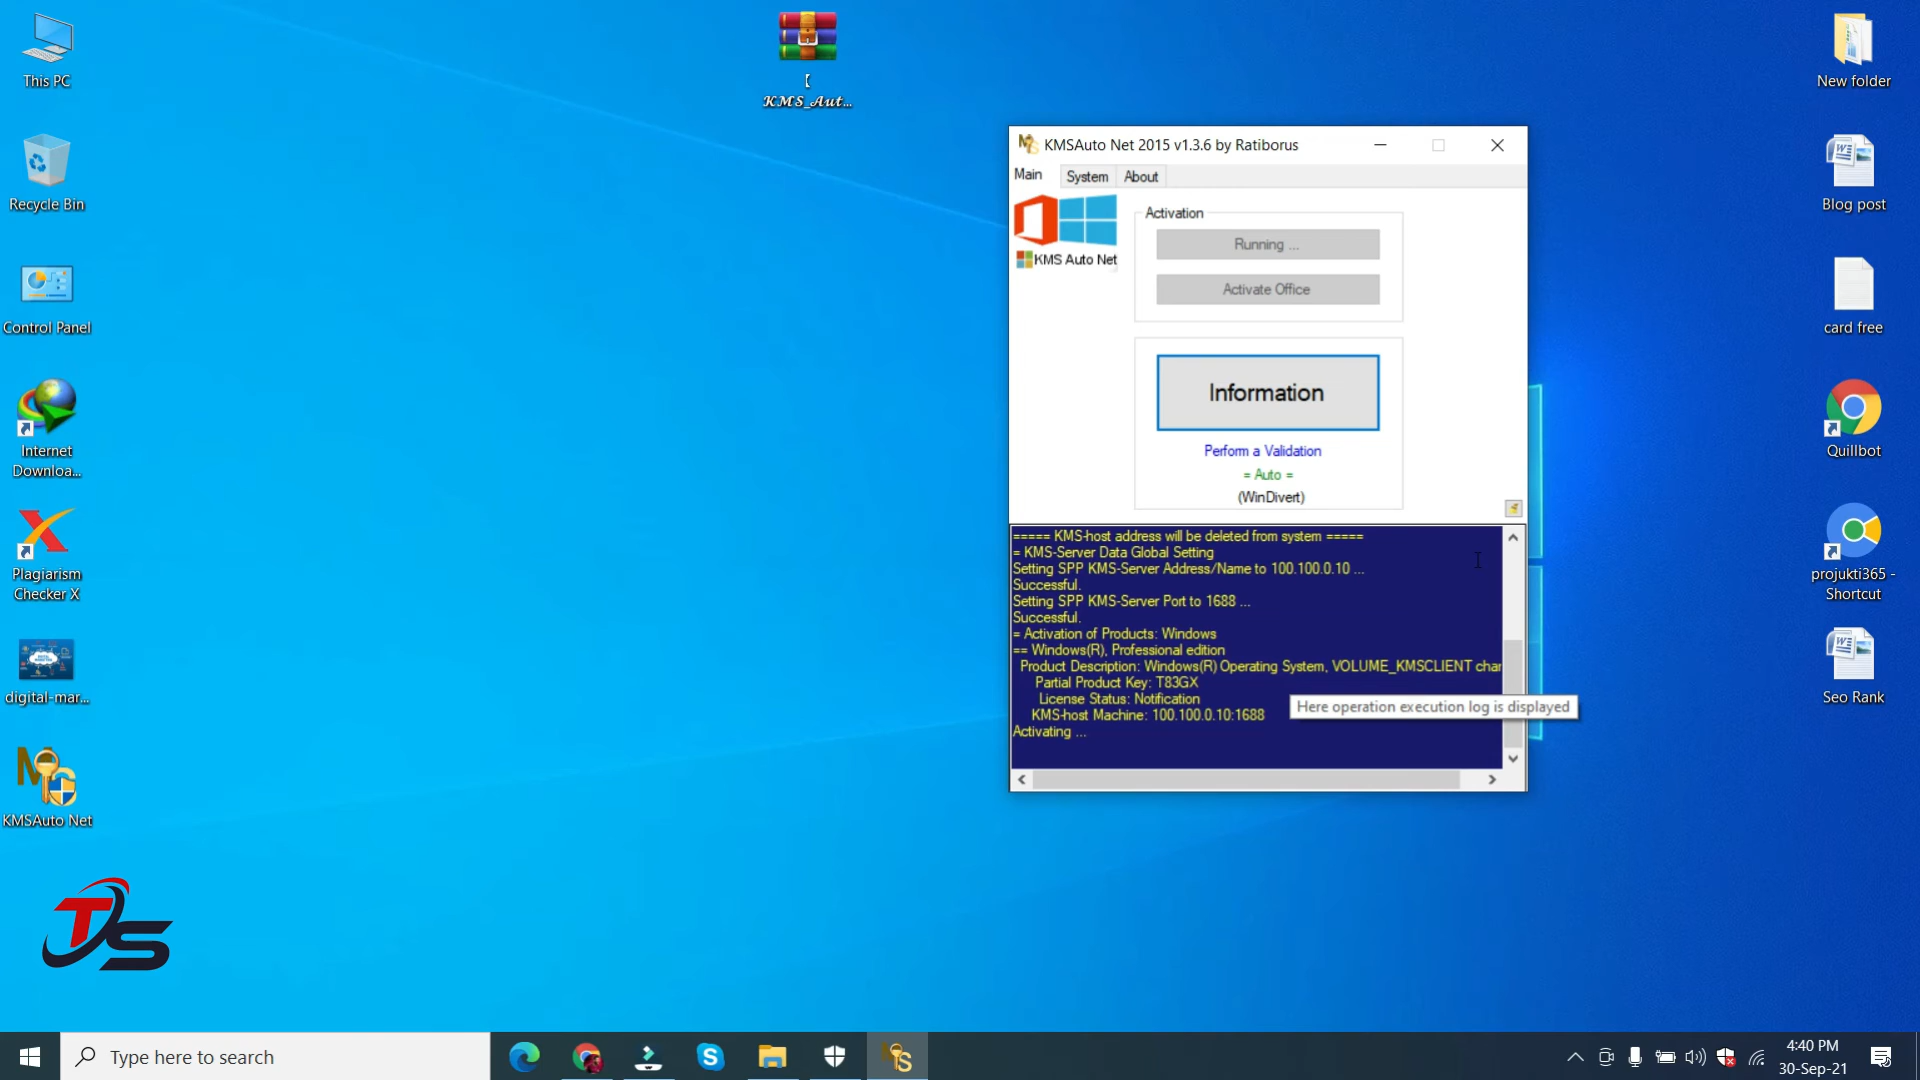 This PC
Recycle Bin
Control Panel
Internet
Downloa...
Plagiarism
Checker X
digital-mar...
KMSAuto Net
TS
【
𝓚𝓜𝓢_𝓐𝓾𝓽...
KMSAuto Net 2015 v1.3.6 by Ratiborus
Main
System
About
KMS Auto Net
Activation
Running ...
Activate Office
Information
Perform a Validation
= Auto =
(WinDivert)
===== KMS-host address will be deleted from system =====
= KMS-Server Data Global Setting
Setting SPP KMS-Server Address/Name to 100.100.0.10 ...
Successful.
Setting SPP KMS-Server Port to 1688 ...
Successful.
= Activation of Products: Windows
== Windows(R), Professional edition
Product Description: Windows(R) Operating System, VOLUME_KMSCLIENT char
Partial Product Key: T83GX
License Status: Notification
KMS-host Machine: 100.100.0.10:1688
Activating ...
Here operation execution log is displayed
New folder
Blog post
card free
Quillbot
projukti365 -
Shortcut
Seo Rank
Type here to search
4:40 PM
30-Sep-21